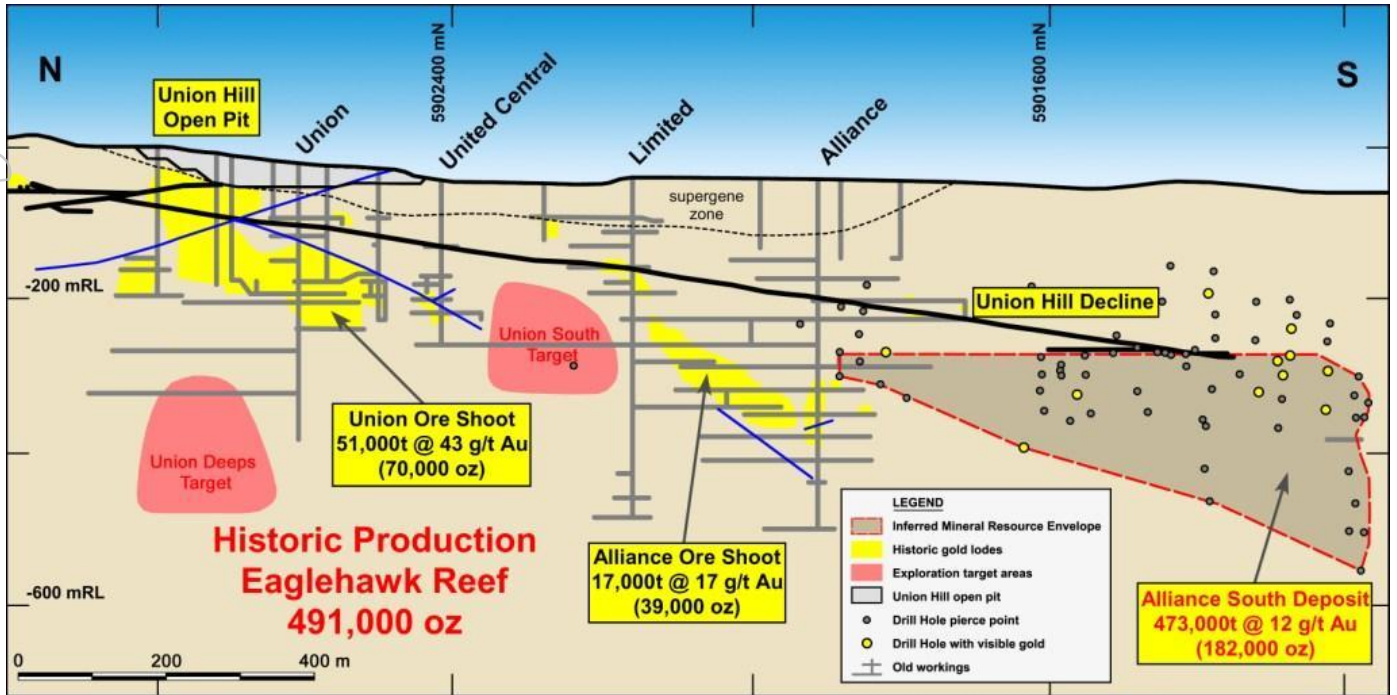 N
S
5902400 mN
5901600 mN
Union Hill
Open Pit
Union
United Central
Limited
Alliance
supergene
zone
-200 mRL
Union Hill Decline
Union South
Target
Union Ore Shoot
51,000t @ 43 g/t Au
(70,000 oz)
Union Deeps
Target
Historic Production
Eaglehawk Reef
491,000 oz
Alliance Ore Shoot
17,000t @ 17 g/t Au
(39,000 oz)
LEGEND
Inferred Mineral Resource Envelope
Historic gold lodes
Exploration target areas
Union Hill open pit
Drill Hole pierce point
Drill Hole with visible gold
Old workings
Alliance South Deposit
473,000t @ 12 g/t Au
(182,000 oz)
-600 mRL
0 200 400 m